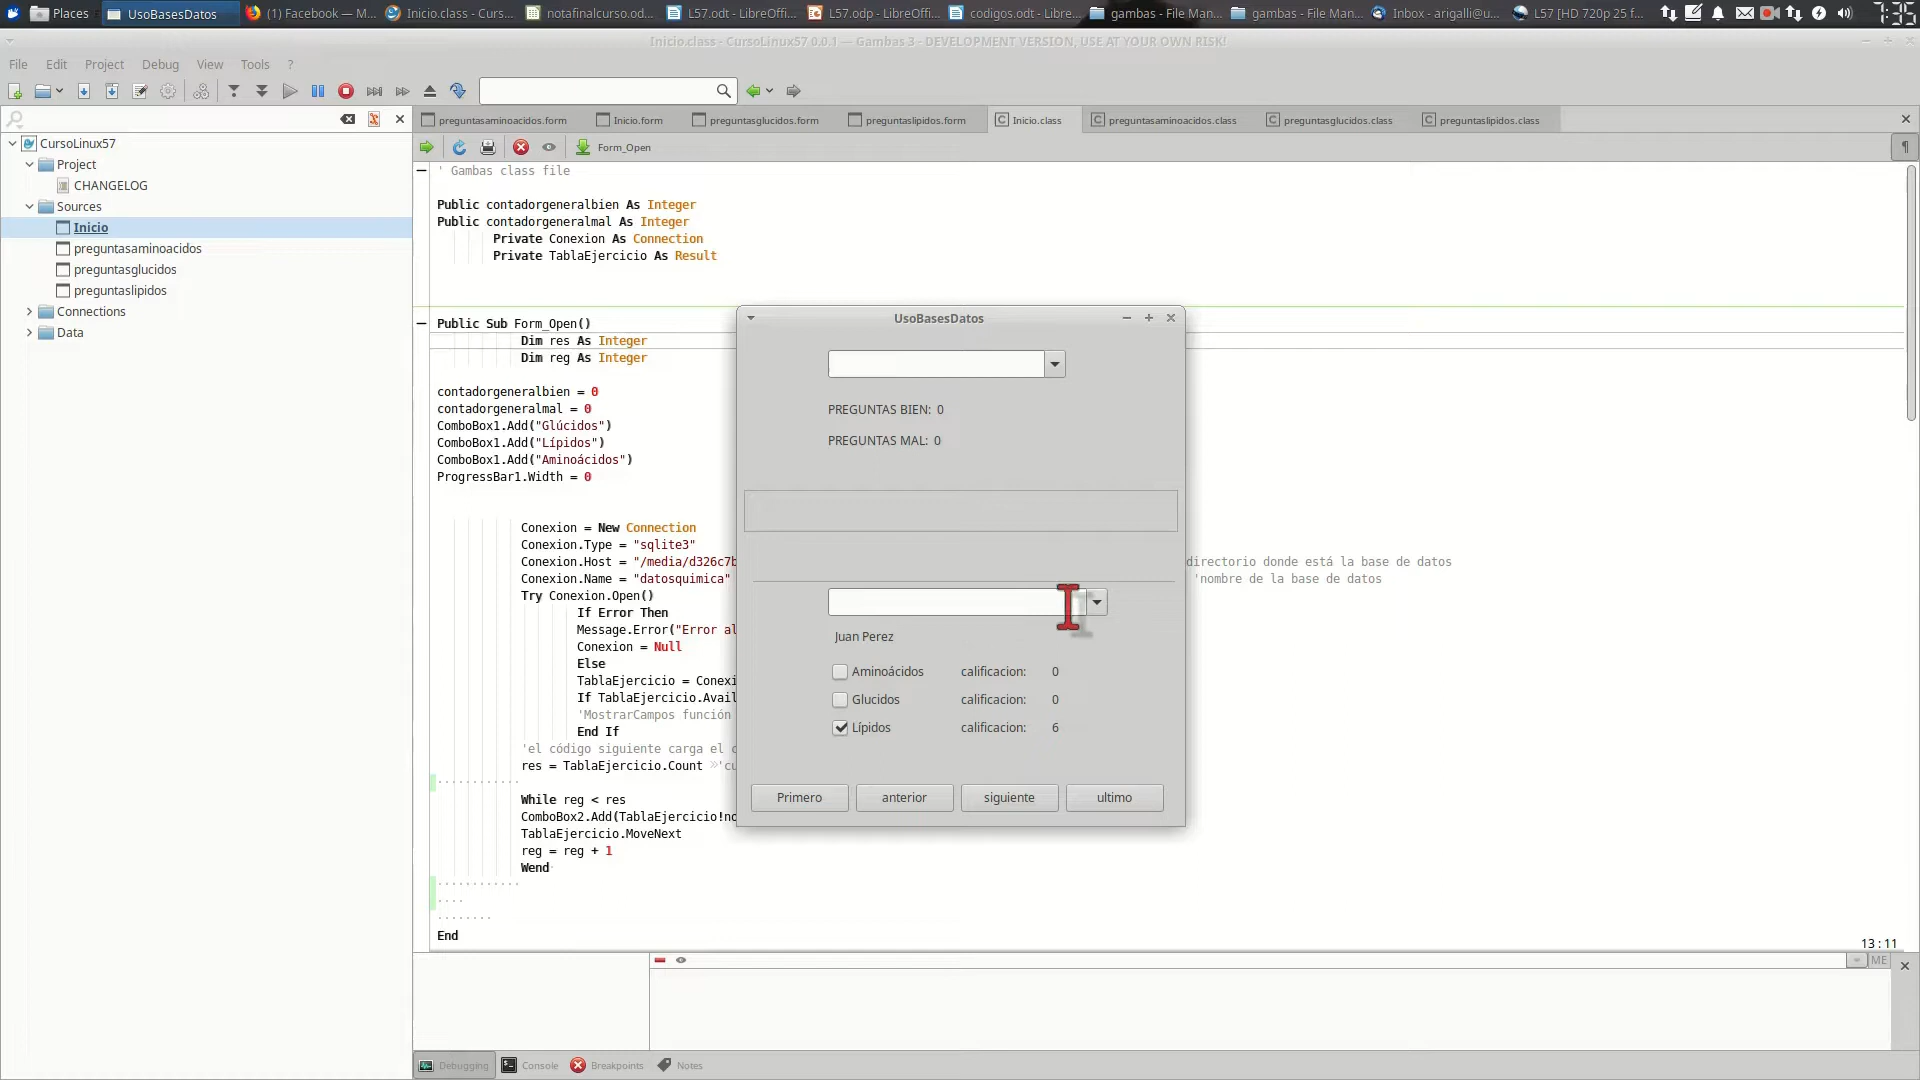 Places UsoBasesDatos (1) Facebook — M... Inicio.class - Curs... notafinalcurso.od... L57.odt - LibreOffi... L57.odp - LibreOffi... codigos.odt - Libre... gambas - File Man... gambas - File Man... Inbox - arigalli@u... L57 [HD 720p 25 f... 7:35
Inicio.class - CursoLinux57 0.0.1 — Gambas 3 - DEVELOPMENT VERSION, USE AT YOUR OWN RISK!
File Edit Project Debug View Tools ?
preguntasaminoacidos.form Inicio.form preguntasglucidos.form preguntaslipidos.form Inicio.class preguntasaminoacidos.class preguntasglucidos.class preguntaslipidos.class
Form_Open
CursoLinux57
Project
CHANGELOG
Sources
Inicio
preguntasaminoacidos
preguntasglucidos
preguntaslipidos
Connections
Data
' Gambas class file
Public contadorgeneralbien As Integer
Public contadorgeneralmal As Integer
Private Conexion As Connection
Private TablaEjercicio As Result
Public Sub Form_Open()
Dim res As Integer
Dim reg As Integer
contadorgeneralbien = 0
contadorgeneralmal = 0
ComboBox1.Add("Glúcidos")
ComboBox1.Add("Lípidos")
ComboBox1.Add("Aminoácidos")
ProgressBar1.Width = 0
Conexion = New Connection
Conexion.Type = "sqlite3"
Conexion.Host = "/media/d326c7b directorio donde está la base de datos
Conexion.Name = "datosquimica" 'nombre de la base de datos
Try Conexion.Open()
If Error Then
Message.Error("Error al
Conexion = Null
Else
TablaEjercicio = Conexi
If TablaEjercicio.Avail
'MostrarCampos función
End If
'el código siguiente carga el c
res = TablaEjercicio.Count 'cu
While reg < res
ComboBox2.Add(TablaEjercicio!no
TablaEjercicio.MoveNext
reg = reg + 1
Wend
End
UsoBasesDatos
PREGUNTAS BIEN: 0
PREGUNTAS MAL: 0
Juan Perez
Aminoácidos calificacion: 0
Glucidos calificacion: 0
Lípidos calificacion: 6
Primero anterior siguiente ultimo
13:11
ME
Debugging Console Breakpoints Notes